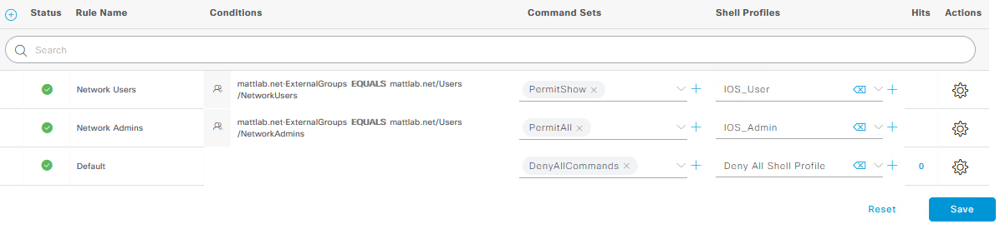 Status Rule Name Conditions Command Sets Shell Profiles Hits Actions
Search
Network Users mattlab.net-ExternalGroups EQUALS mattlab.net/Users PermitShow IOS_User
/NetworkUsers
Network Admins mattlab.net-ExternalGroups EQUALS mattlab.net/Users PermitAll IOS_Admin
/NetworkAdmins
Default DenyAllCommands Deny All Shell Profile 0
Reset Save